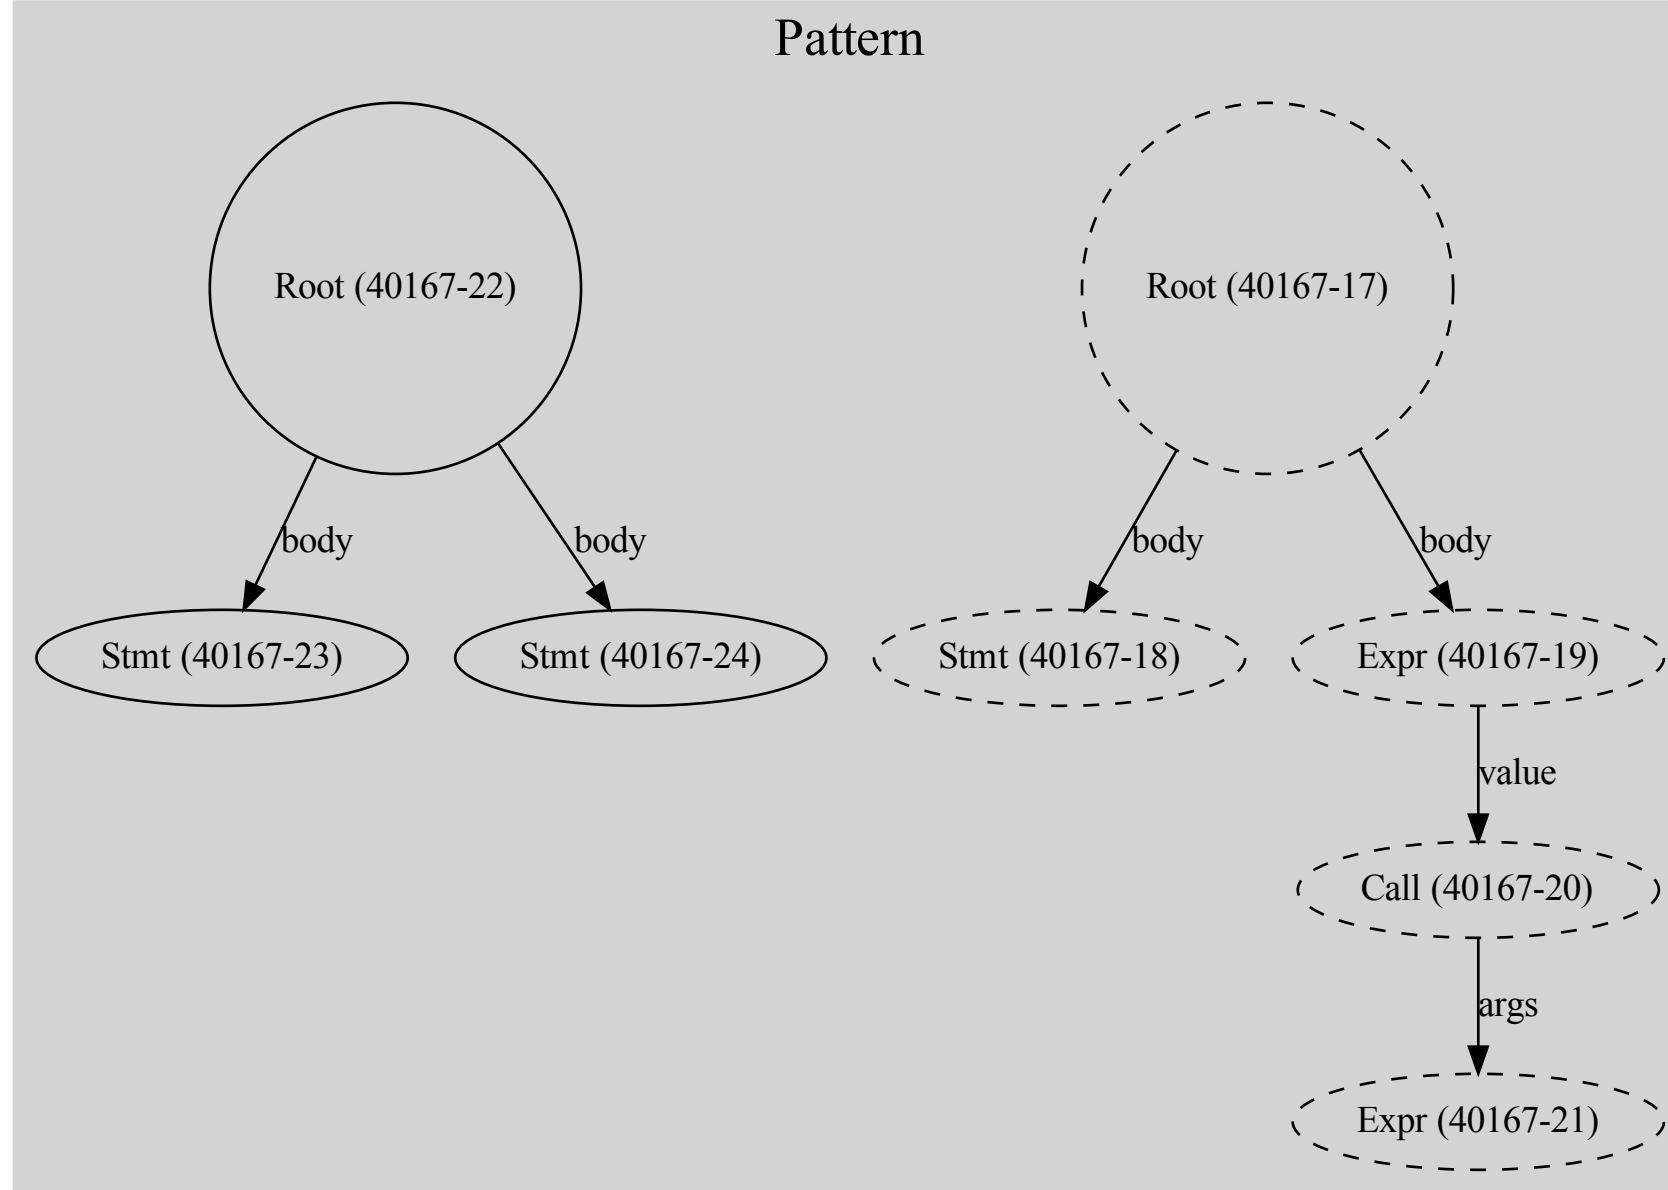 Pattern
Root (40167-22)
Root (40167-17)
body
body
body
body
Stmt (40167-23)
Stmt (40167-24)
Stmt (40167-18)
Expr (40167-19)
value
Call (40167-20)
args
Expr (40167-21)